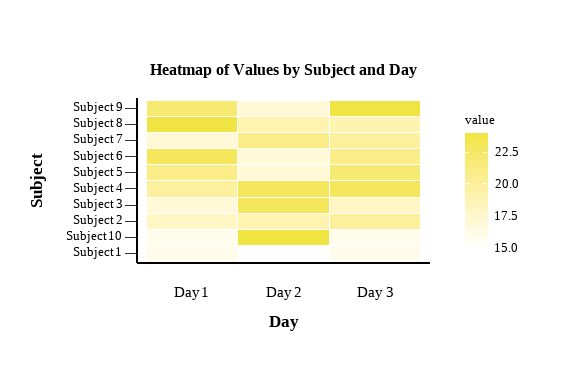 Heatmap of Values by Subject and Day
Subject
Subject 9
Subject 8
Subject 7
Subject 6
Subject 5
Subject 4
Subject 3
Subject 2
Subject 10
Subject 1
Day 1
Day 2
Day 3
Day
value
22.5
20.0
17.5
15.0